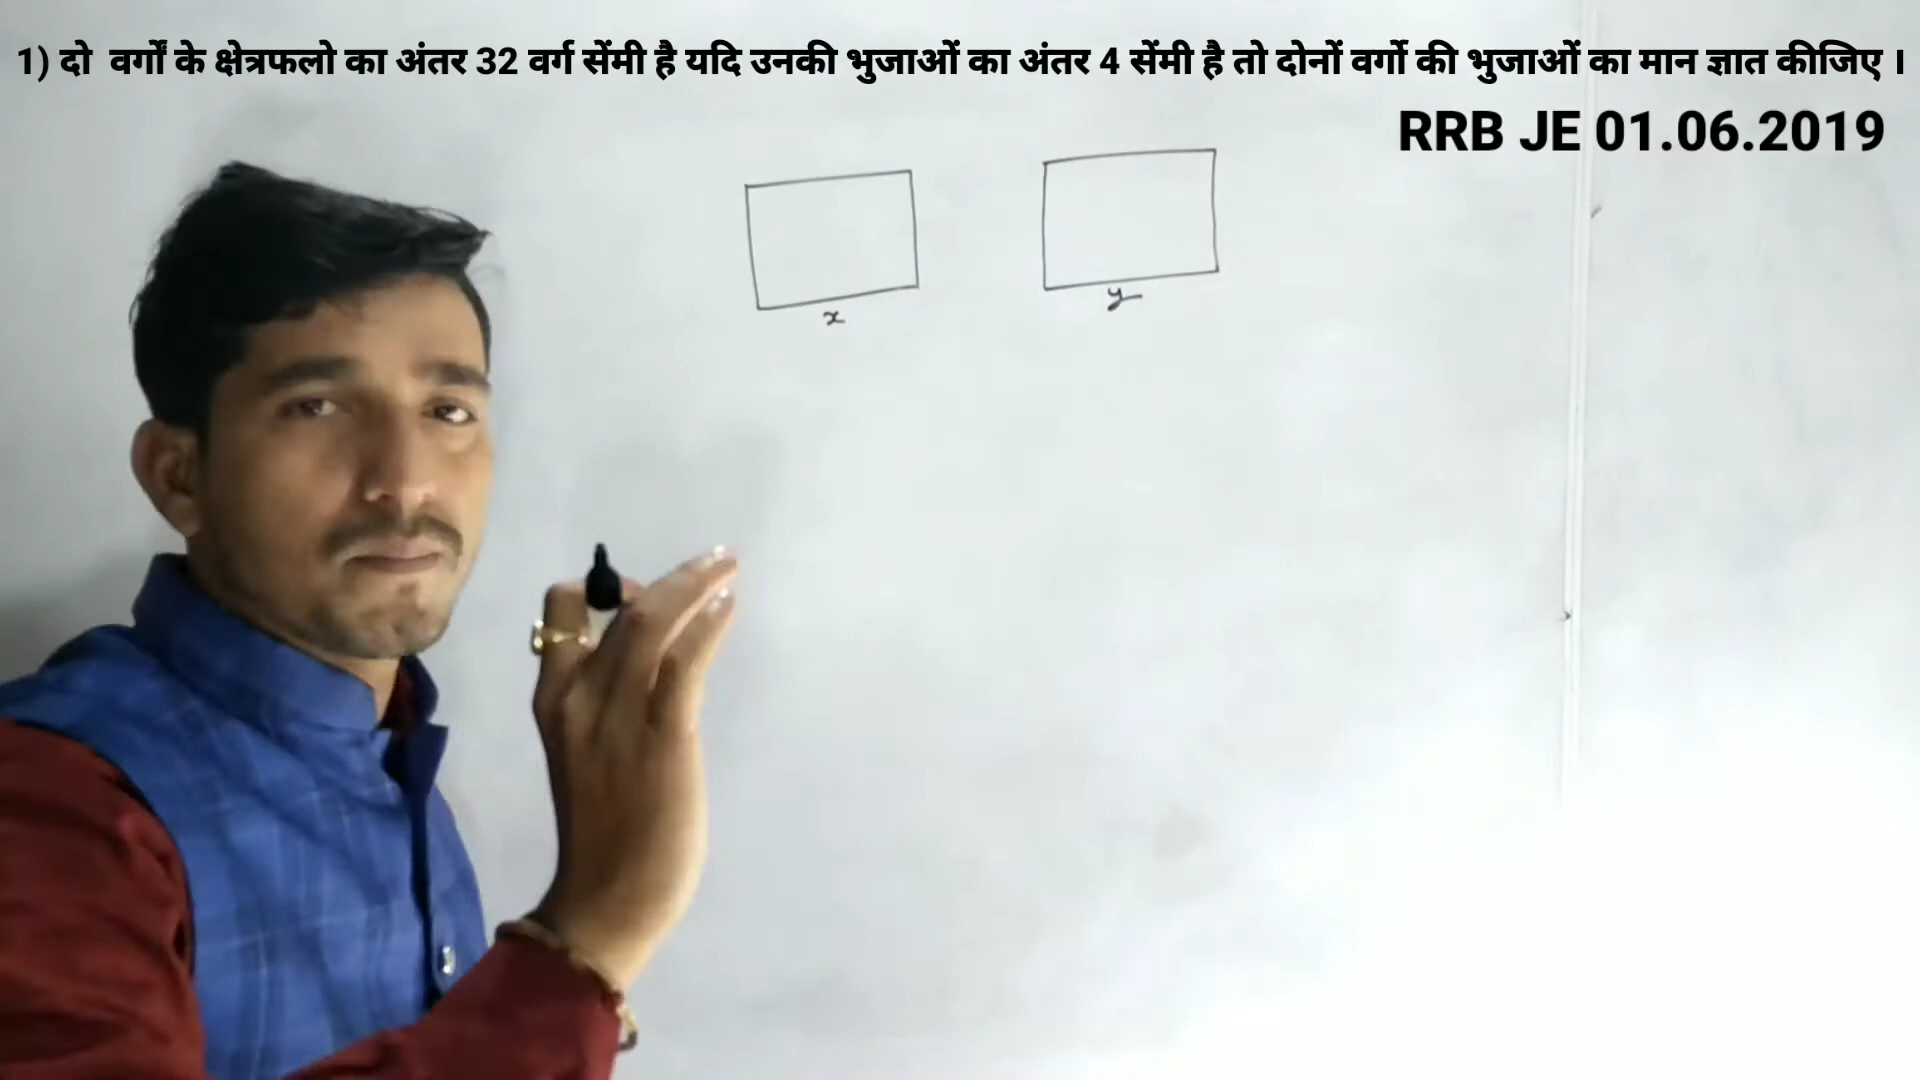 1) दो वर्गों के क्षेत्रफलो का अंतर 32 वर्ग सेंमी है यदि उनकी भुजाओं का अंतर 4 सेंमी है तो दोनों वर्गो की भुजाओं का मान ज्ञात कीजिए ।
RRB JE 01.06.2019
x y